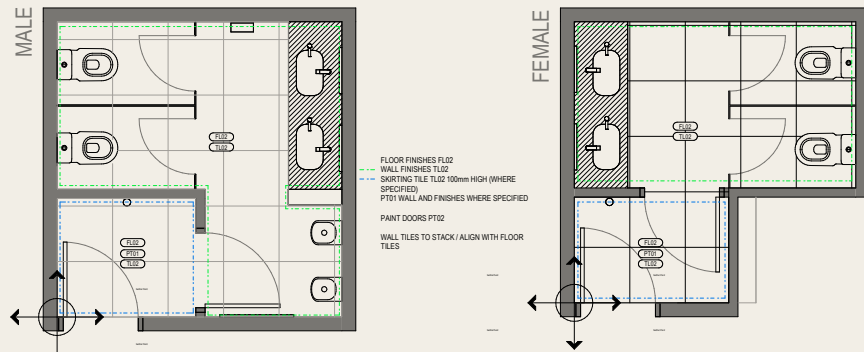 MALE
FL02
TL02
FL02
PT01
TL02
FLOOR FINISHES FL02
WALL FINISHES TL02
SKIRTING TILE TL02 100mm HIGH (WHERE
SPECIFIED)
PT01 WALL AND FINISHES WHERE SPECIFIED
PAINT DOORS PT02
WALL TILES TO STACK / ALIGN WITH FLOOR
TILES
FEMALE
FL02
TL02
FL02
PT01
TL02